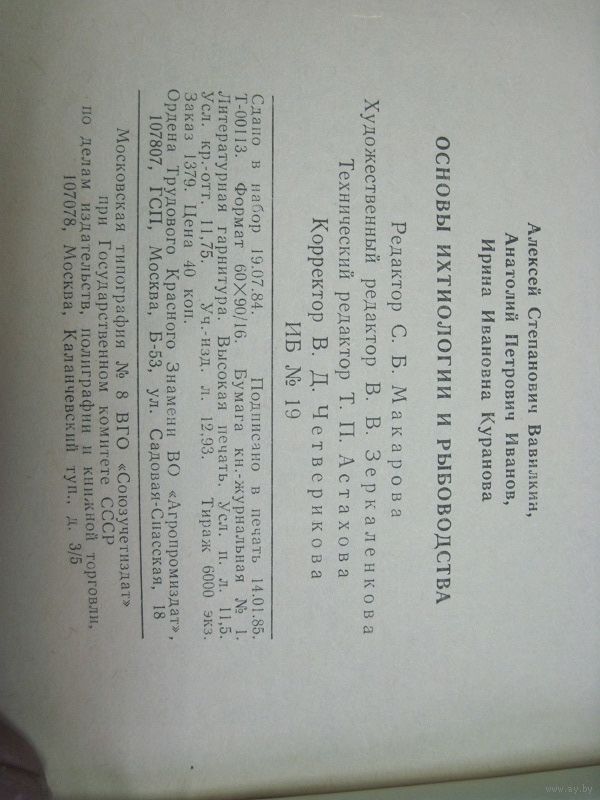 Алексей Степанович Вавилкин,
Анатолий Петрович Иванов,
Ирина Ивановна Куранова
ОСНОВЫ ИХТИОЛОГИИ И РЫБОВОДСТВА
Редактор С. Б. Макарова
Художественный редактор В. В. Зеркаленкова
Технический редактор Т. П. Астахова
Корректор В. Д. Четверикова
ИБ № 19
Сдано в набор 19.07.84. Подписано в печать 14.01.85.
Т-00113. Формат 60×90/16. Бумага кн.-журнальная № 1.
Литературная гарнитура. Высокая печать. Усл. п. л. 11,5.
Усл. кр.-отт. 11,75. Уч.-изд. л. 12,93. Тираж 6000 экз.
Заказ 1379. Цена 40 коп.
Ордена Трудового Красного Знамени ВО «Агропромиздат»,
107807, ГСП, Москва, Б-53, ул. Садовая-Спасская, 18
Московская типография № 8 ВГО «Союзучетиздат»
при Государственном комитете СССР
по делам издательств, полиграфии и книжной торговли,
107078, Москва, Каланчевский туп., д. 3/5
www.ay.by